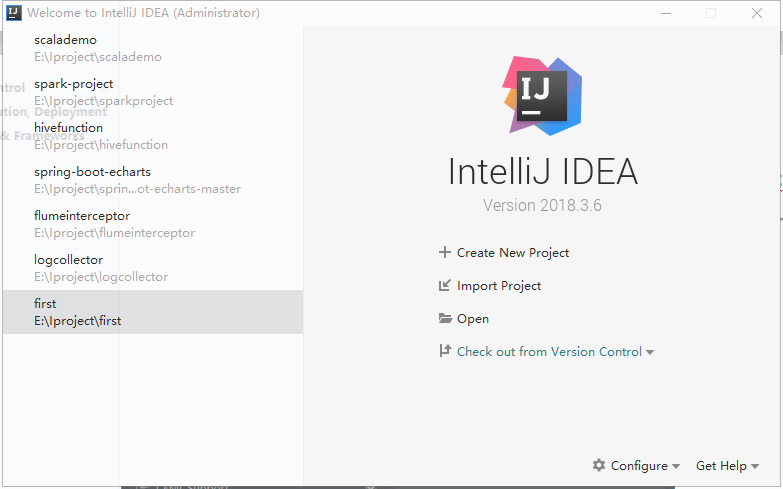 IJ Welcome to IntelliJ IDEA (Administrator)
scalademo
E:\Iproject\scalademo
spark-project
E:\Iproject\sparkproject
hivefunction
E:\Iproject\hivefunction
spring-boot-echarts
E:\Iproject\sprin...ot-echarts-master
flumeinterceptor
E:\Iproject\flumeinterceptor
logcollector
E:\Iproject\logcollector
first
E:\Iproject\first
ntrol
ution, Deployment
& Frameworks
IJ
IntelliJ IDEA
Version 2018.3.6
Create New Project
Import Project
Open
Check out from Version Control
Configure
Get Help